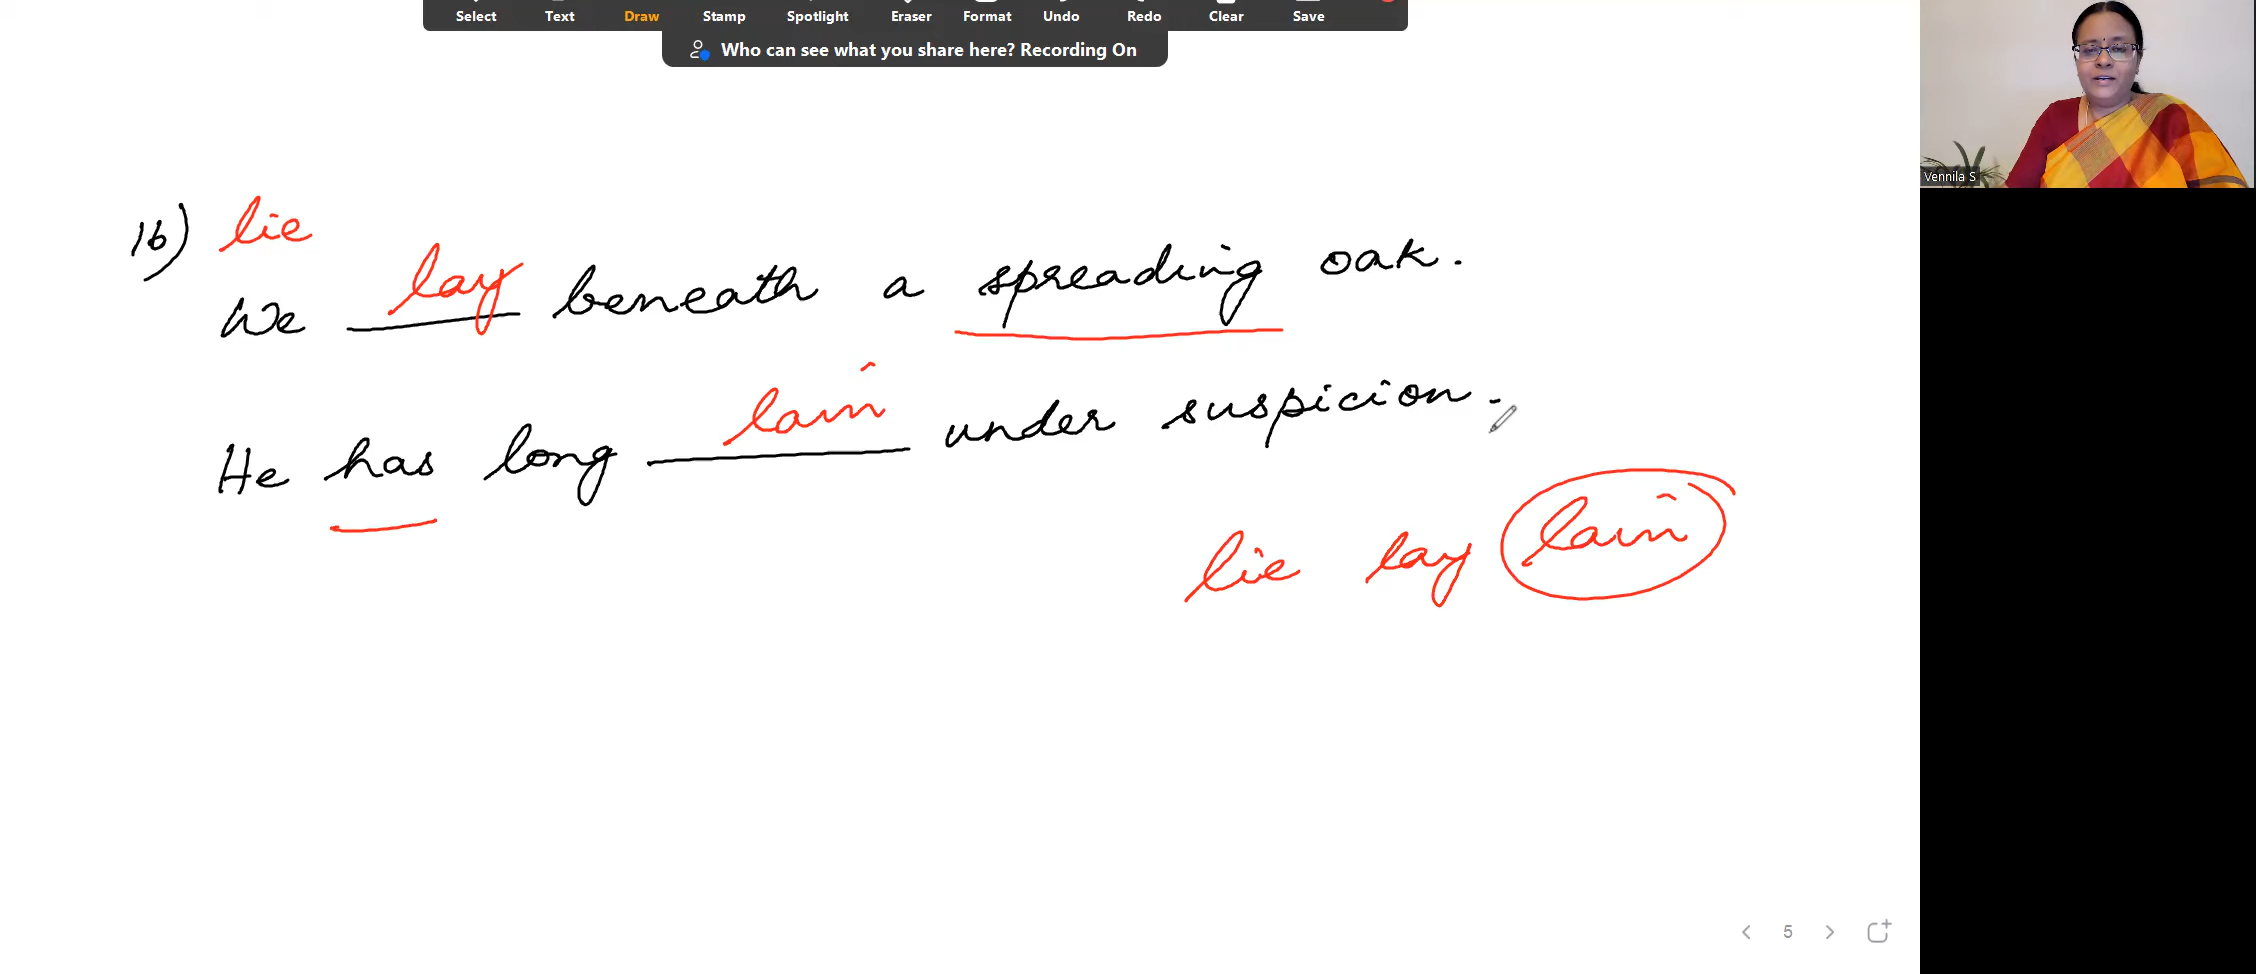 Select Text Draw Stamp Spotlight Eraser Format Undo Redo Clear Save
Who can see what you share here? Recording On
Vennila S
16) lie
We lay beneath a spreading oak.
He has long lain under suspicion.
lie lay lain
5